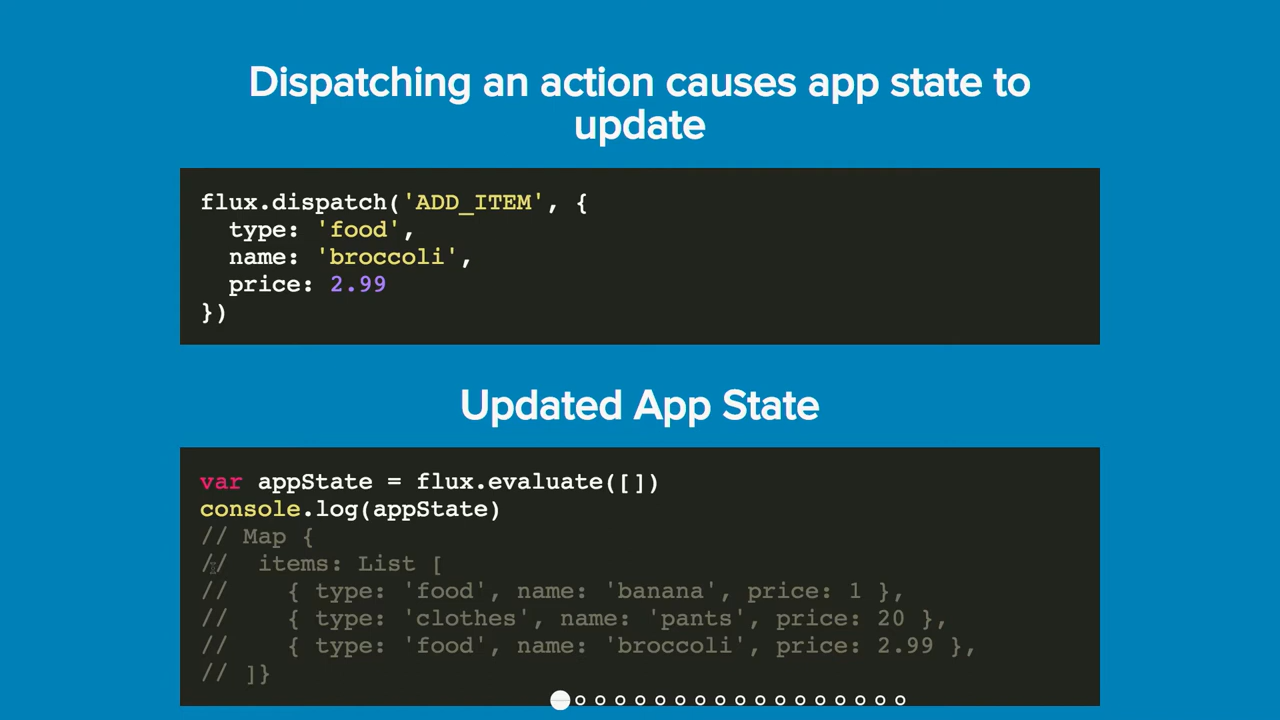 Dispatching an action causes app state to
update
flux.dispatch('ADD_ITEM', {
  type: 'food',
  name: 'broccoli',
  price: 2.99
})
Updated App State
var appState = flux.evaluate([])
console.log(appState)
// Map {
//  items: List [
//    { type: 'food', name: 'banana', price: 1 },
//    { type: 'clothes', name: 'pants', price: 20 },
//    { type: 'food', name: 'broccoli', price: 2.99 },
// ]}